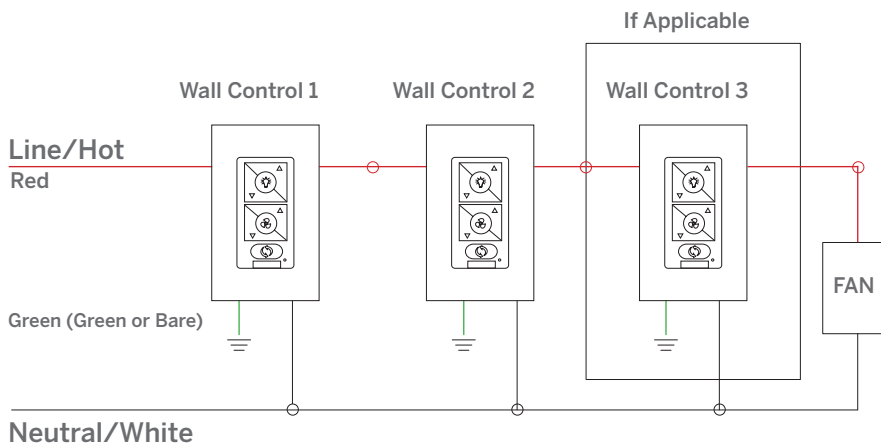 If Applicable
Wall Control 1
Wall Control 2
Wall Control 3
Line/Hot
Red
FAN
Green (Green or Bare)
Neutral/White